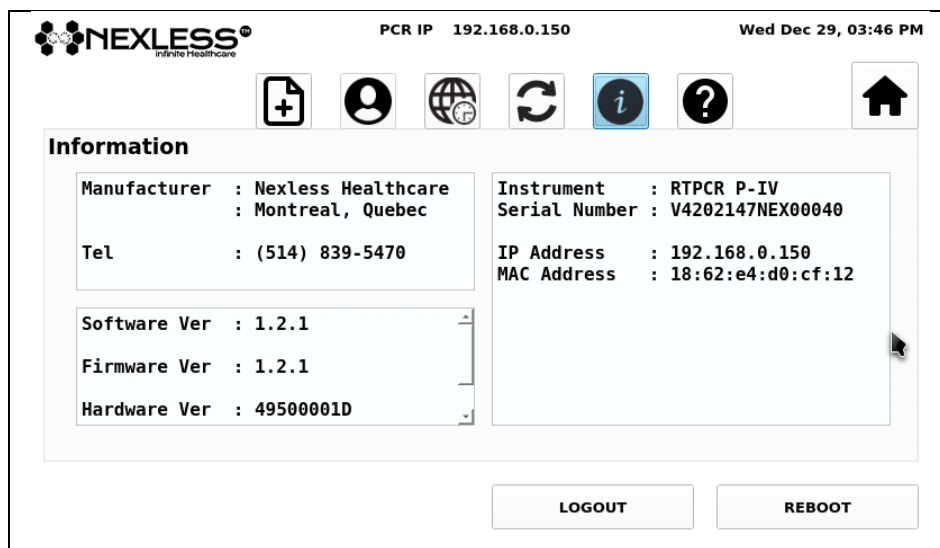 NEXLESS™®
infinite Healthcare
PCR IP 192.168.0.150
Wed Dec 29, 03:46 PM
Information
Manufacturer : Nexless Healthcare
: Montreal, Quebec
Tel : (514) 839-5470
Software Ver : 1.2.1
Firmware Ver : 1.2.1
Hardware Ver : 49500001D
Instrument : RTPCR P-IV
Serial Number : V4202147NEX00040
IP Address : 192.168.0.150
MAC Address : 18:62:e4:d0:cf:12
LOGOUT
REBOOT